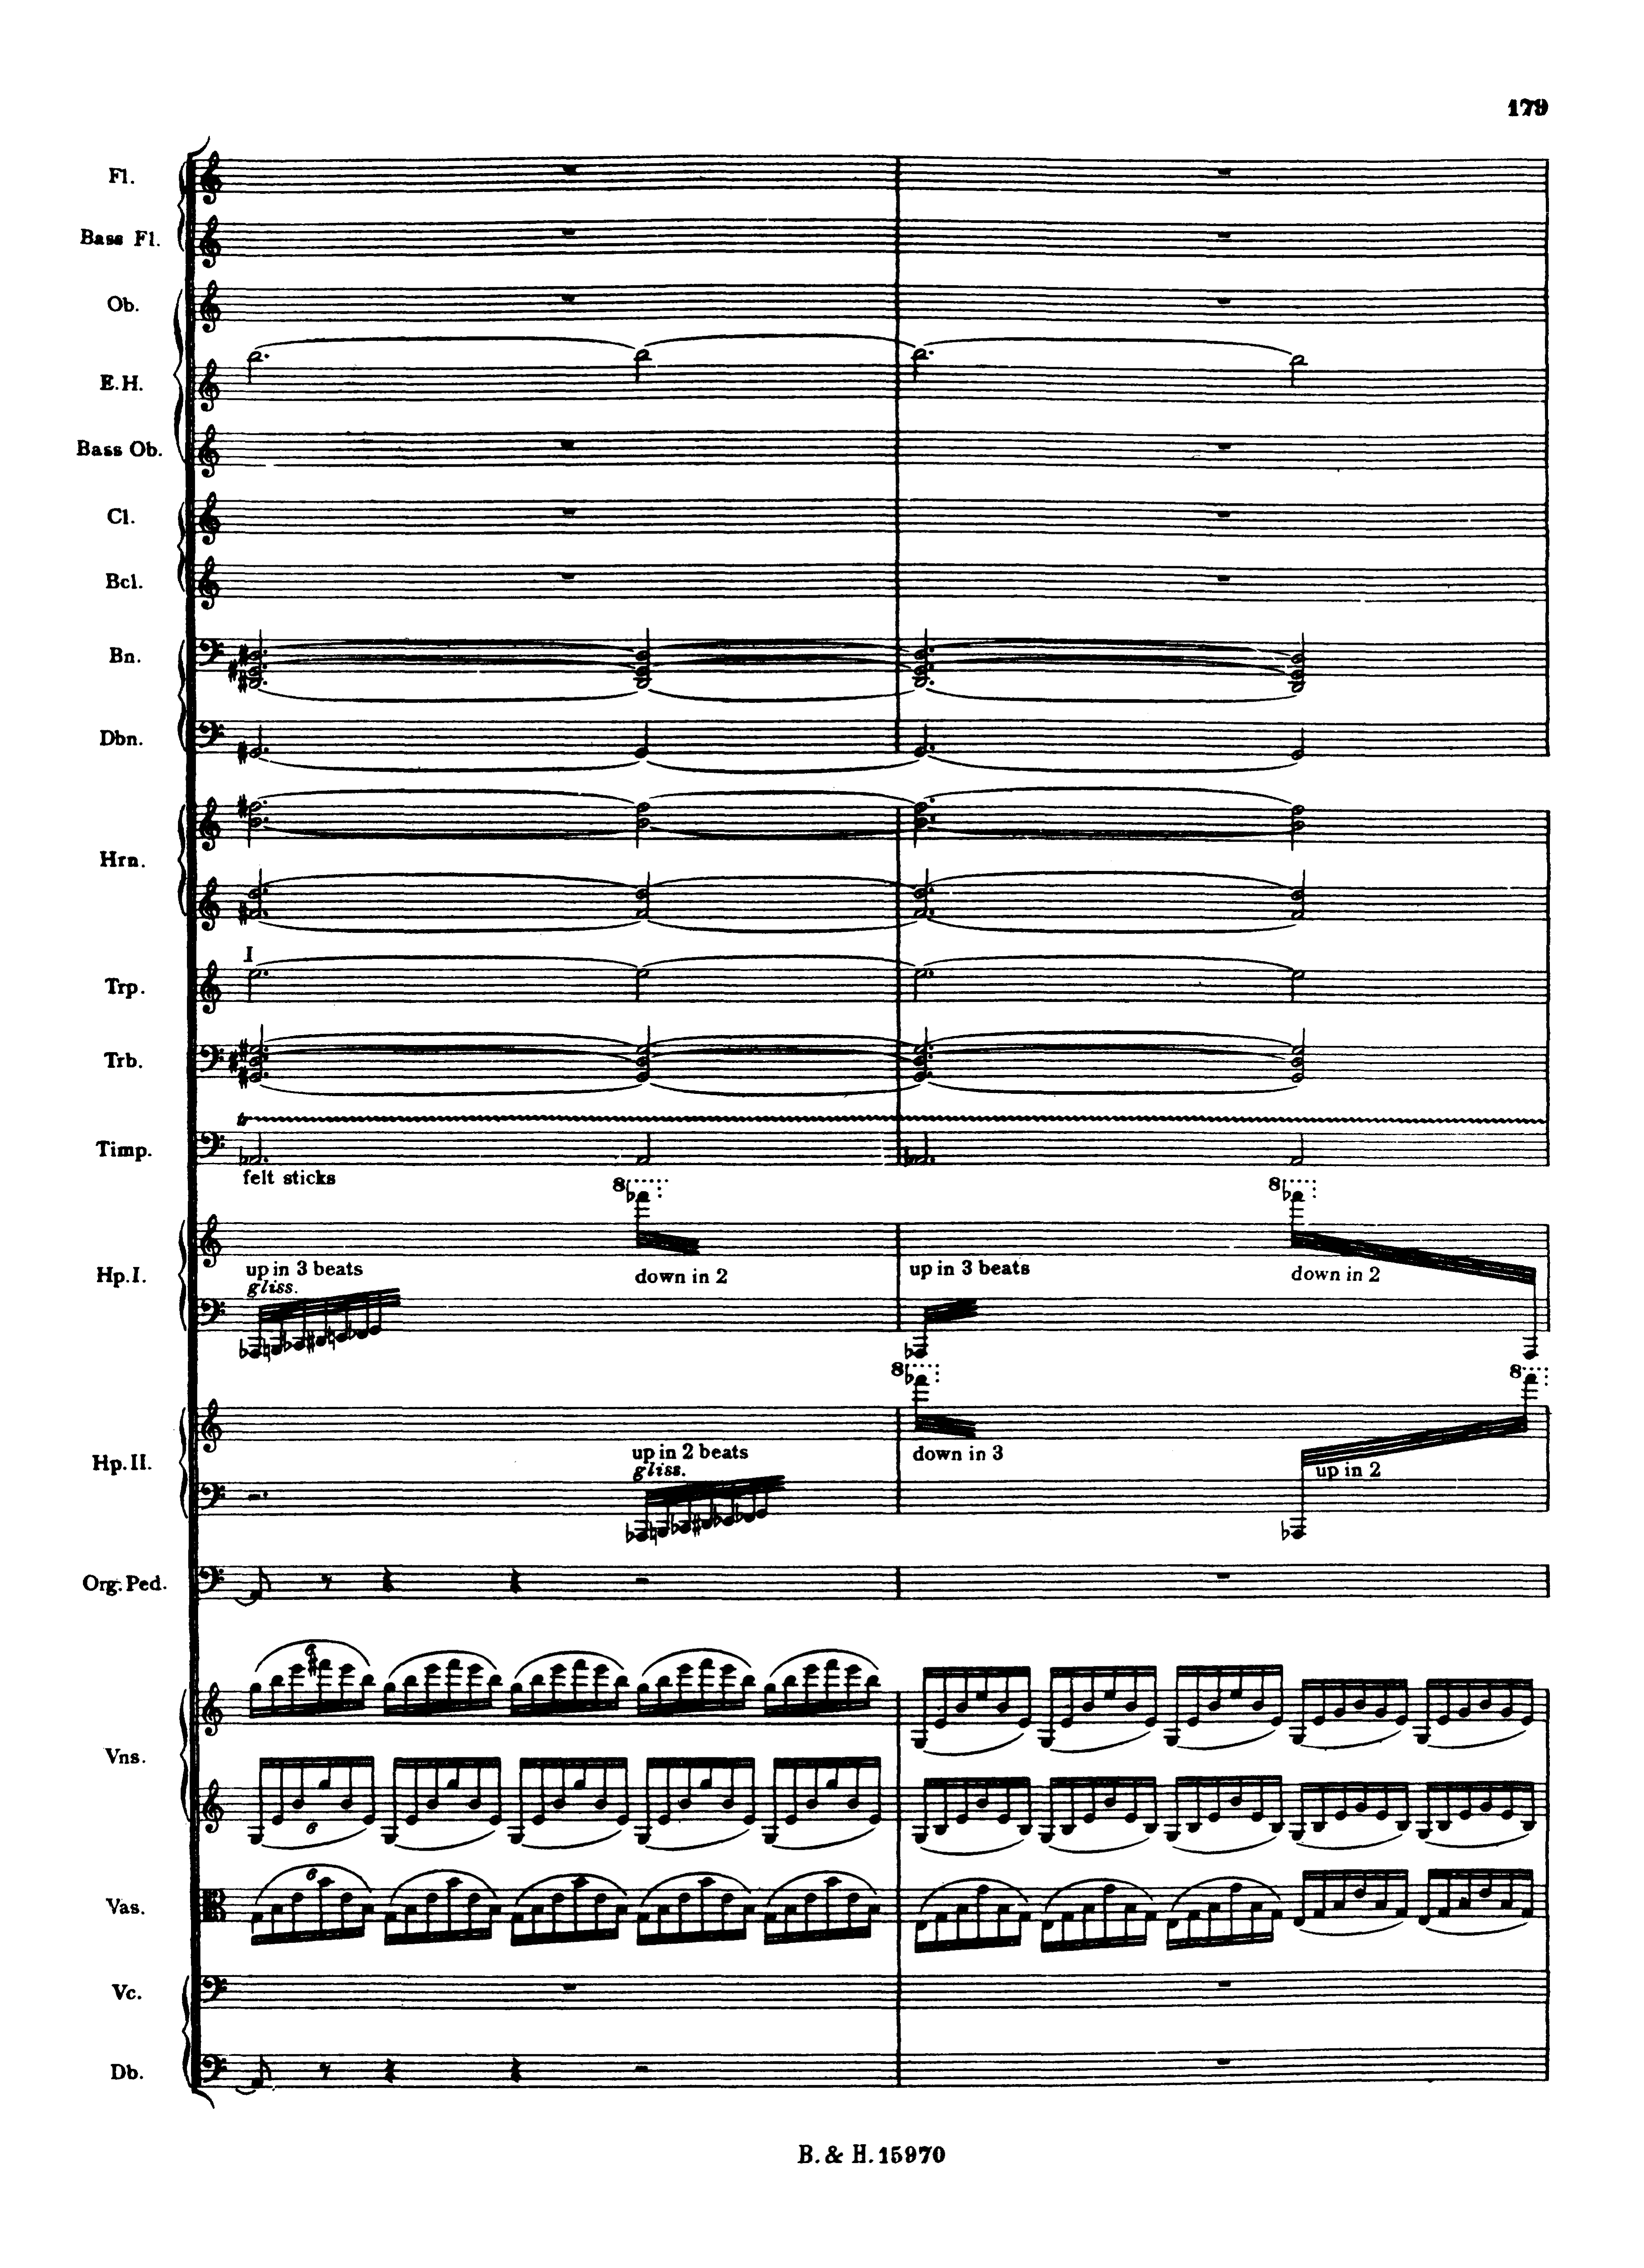 179
Fl.
Bass Fl.
Ob.
E.H.
Bass Ob.
Cl.
Bcl.
Bn.
Dbn.
Hrn.
I
Trp.
Trb.
tr
Timp.
felt sticks
8 8
Hp.I.
up in 3 beats down in 2 up in 3 beats down in 2
gliss.
8 8
Hp.II.
up in 2 beats down in 3 up in 2
gliss.
Org. Ped.
6
Vns.
6
6
Vas.
Vc.
Db.
B. & H. 15970